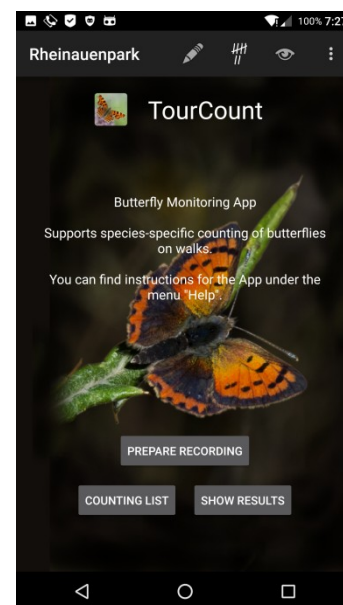 100% 7:27
Rheinauenpark
TourCount
Butterfly Monitoring App
Supports species-specific counting of butterflies
on walks.
You can find instructions for the App under the
menu "Help".
PREPARE RECORDING
COUNTING LIST SHOW RESULTS